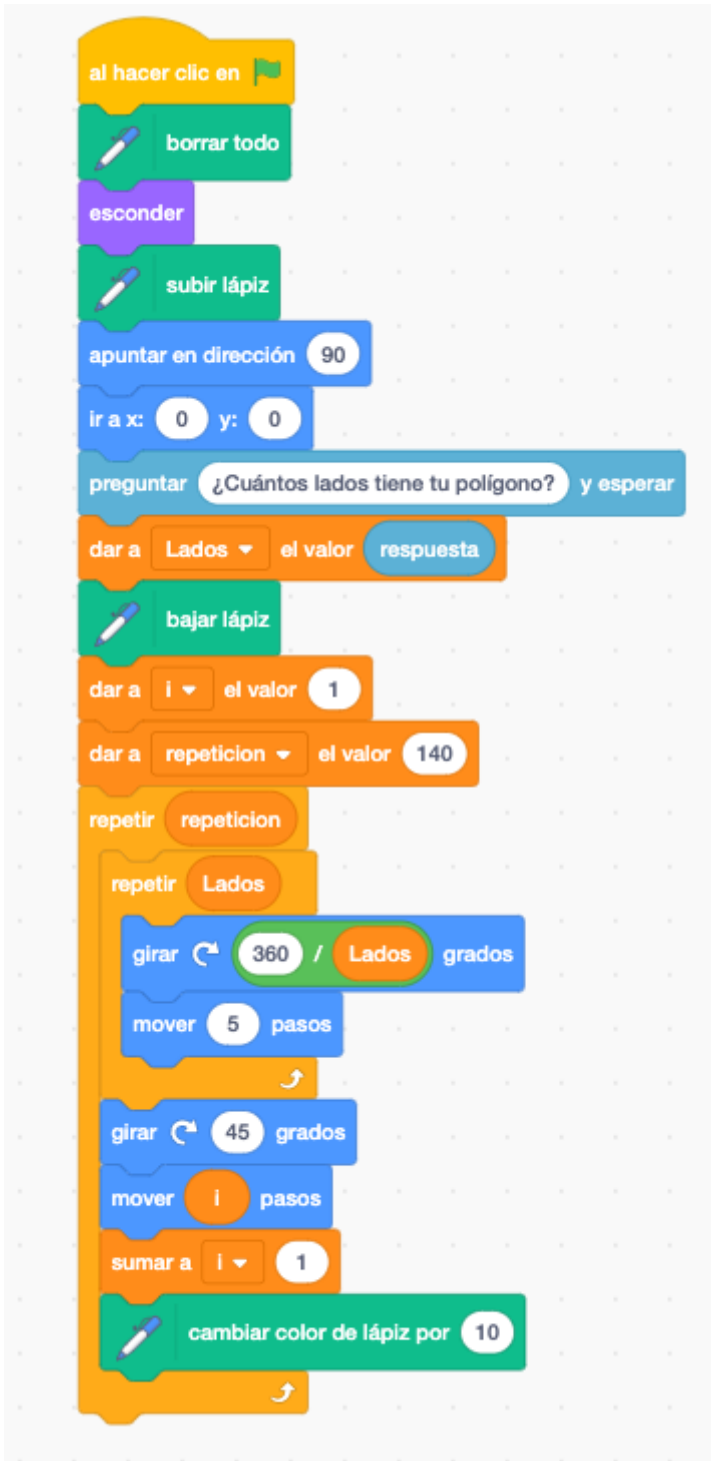 al hacer clic en
borrar todo
esconder
subir lápiz
apuntar en dirección 90
ir a x: 0 y: 0
preguntar ¿Cuántos lados tiene tu polígono? y esperar
dar a Lados el valor respuesta
bajar lápiz
dar a i el valor 1
dar a repeticion el valor 140
repetir repeticion
repetir Lados
girar 360 / Lados grados
mover 5 pasos
girar 45 grados
mover i pasos
sumar a i 1
cambiar color de lápiz por 10